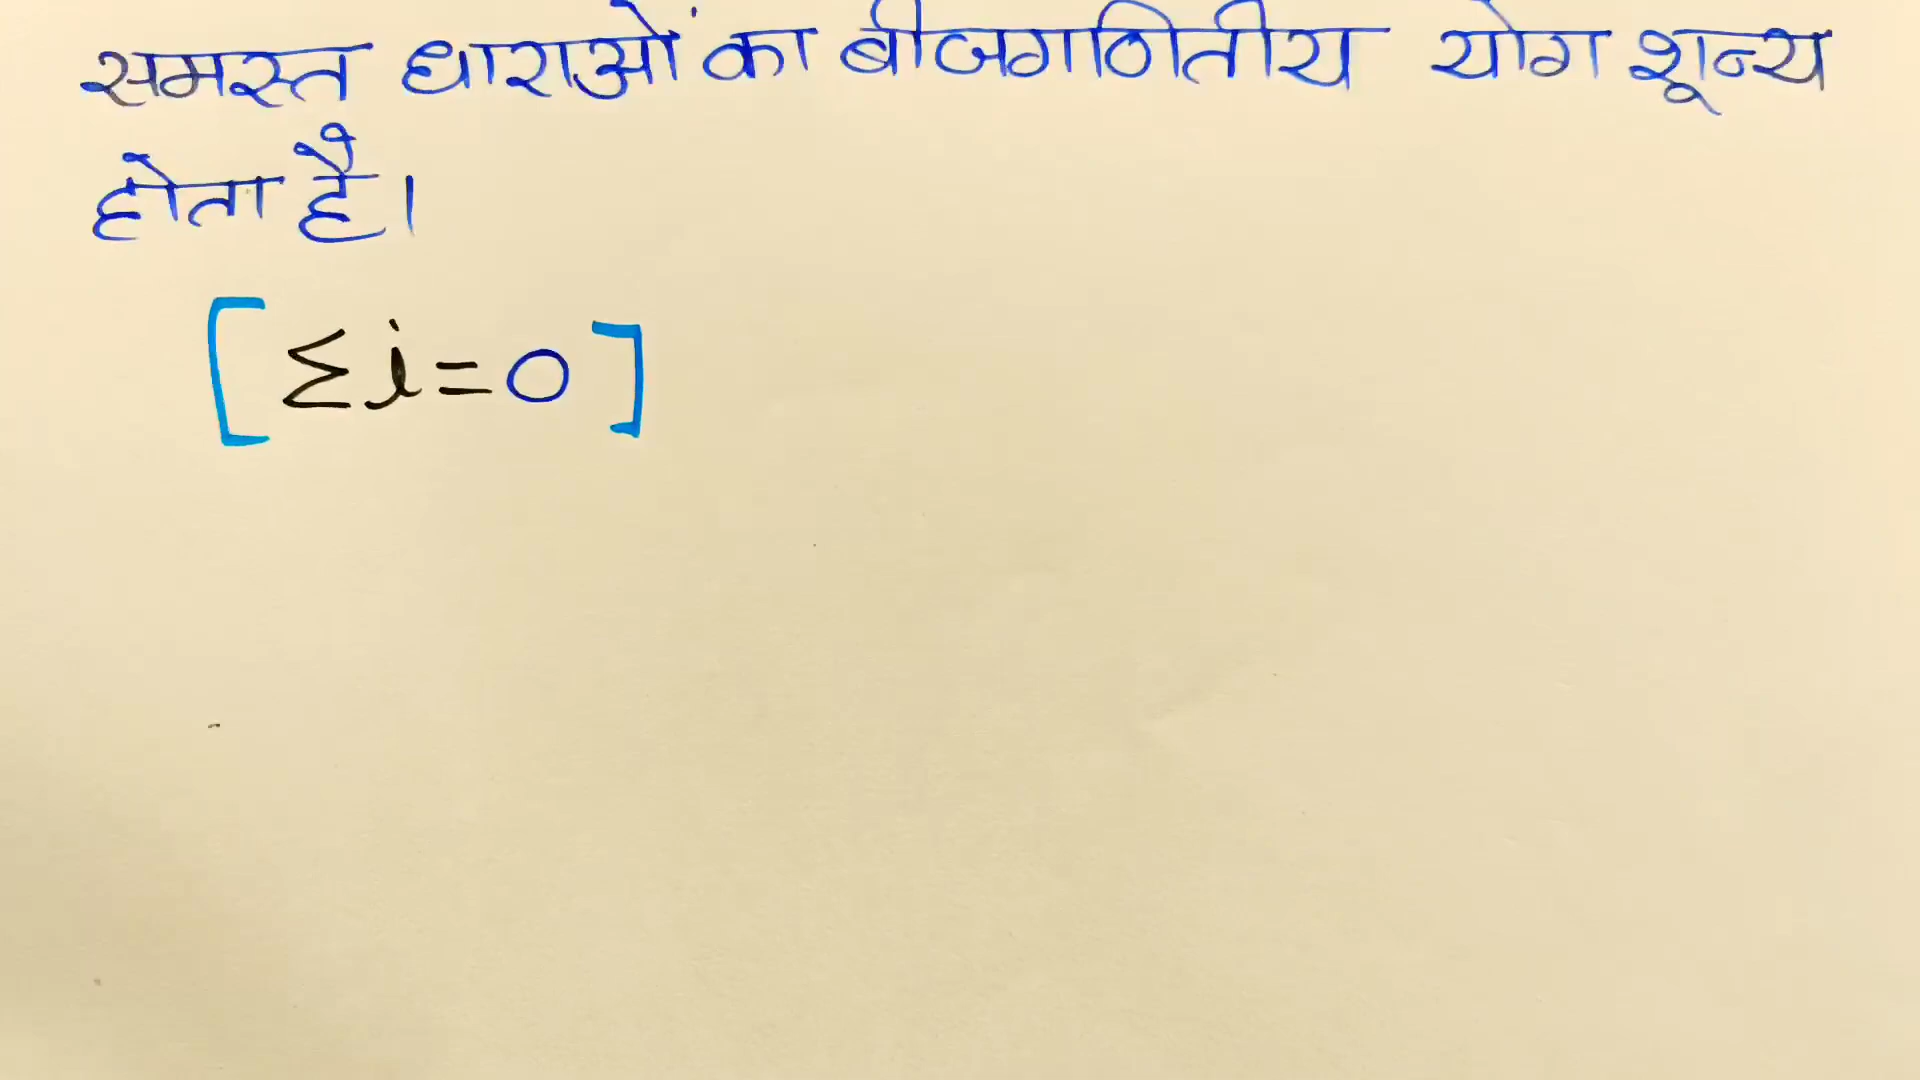 समस्त धाराओं का बीजगणितीय योग शून्य
होता है।
[Σi=0]